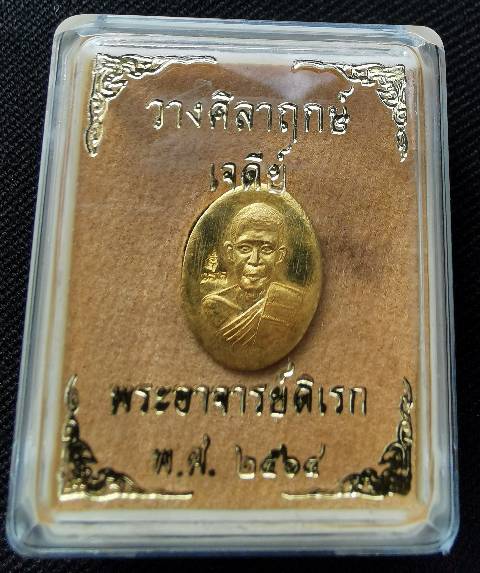 วางศิลาฤกษ์
เจดีย์
พระอาจารย์ดิเรก
พ.ศ. ๒๕๖๔